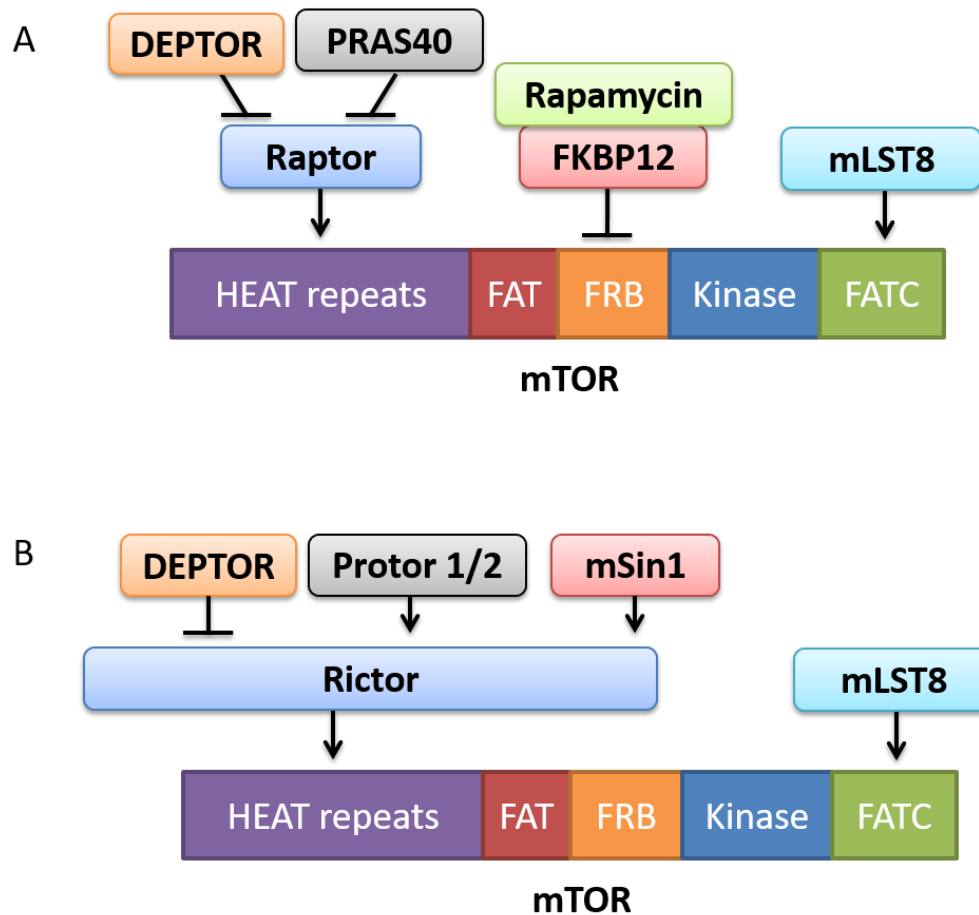 A
DEPTOR
PRAS40
Rapamycin
Raptor
FKBP12
mLST8
HEAT repeats
FAT
FRB
Kinase
FATC
mTOR
B
DEPTOR
Protor 1/2
mSin1
Rictor
mLST8
HEAT repeats
FAT
FRB
Kinase
FATC
mTOR